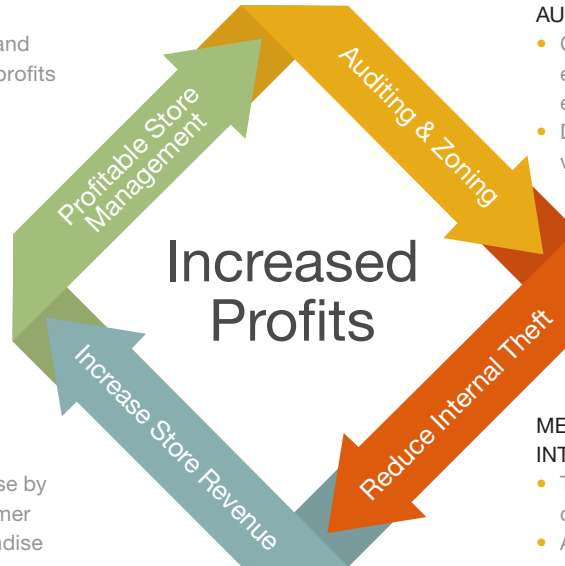 and
profits
Profitable Store
Management
Auditing & Zoning
AU
Increased
Profits
Reduce Internal Theft
Increase Store Revenue
se by
mer
ndise
ME
INT
A